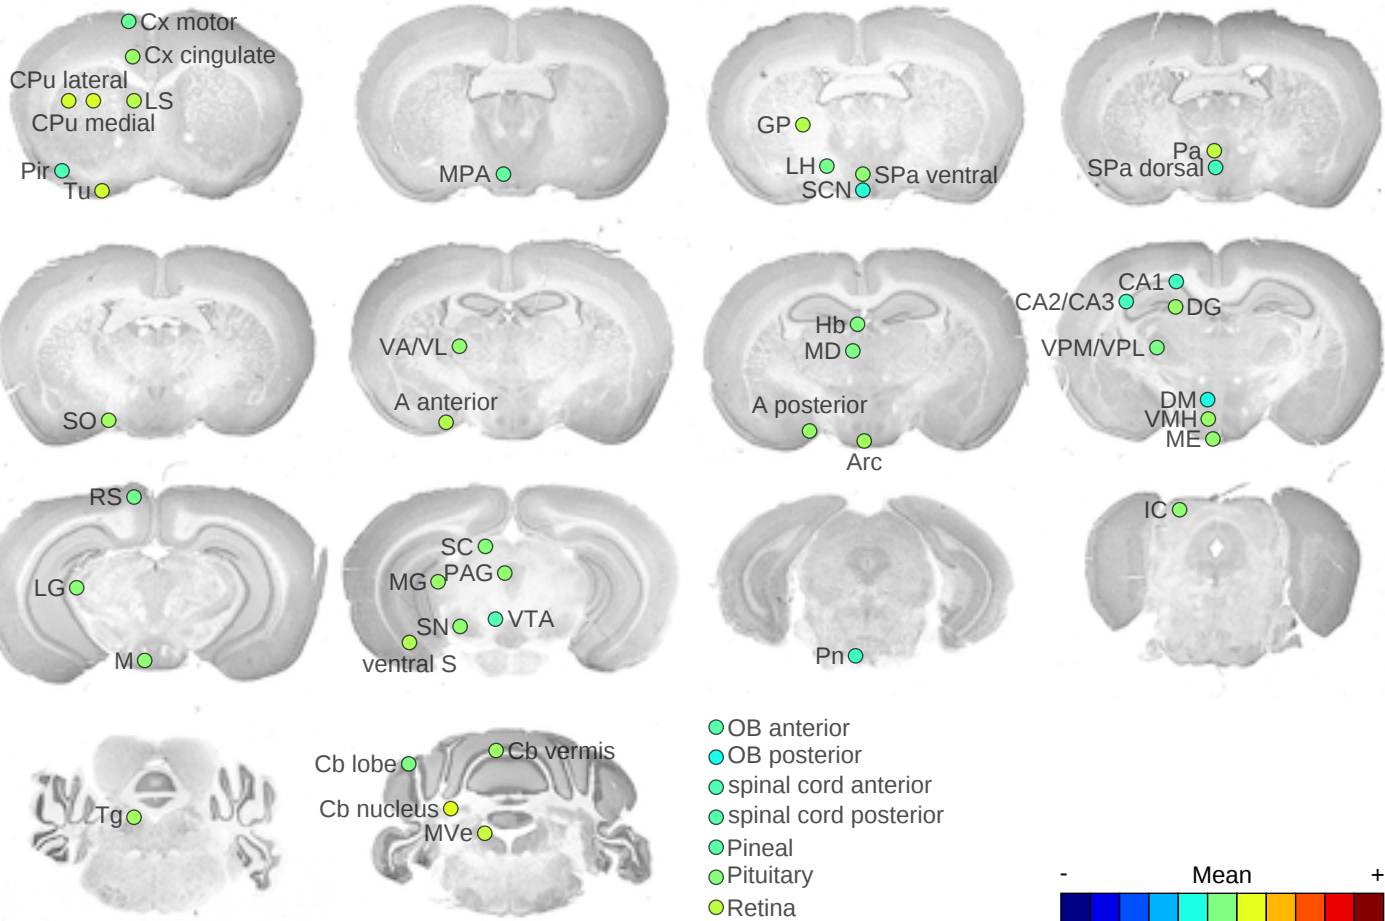 Cx motor
Cx cingulate
CPu lateral
LS
CPu medial
Pir
Tu
MPA
GP
LH
SPa ventral
SCN
Pa
SPa dorsal
SO
VA/VL
A anterior
Hb
MD
A posterior
Arc
CA1
CA2/CA3
DG
VPM/VPL
DM
VMH
ME
RS
LG
M
SC
MG
PAG
SN
VTA
ventral S
Pn
IC
Tg
Cb lobe
Cb vermis
Cb nucleus
MVe
OB anterior
OB posterior
spinal cord anterior
spinal cord posterior
Pineal
Pituitary
Retina
- Mean +